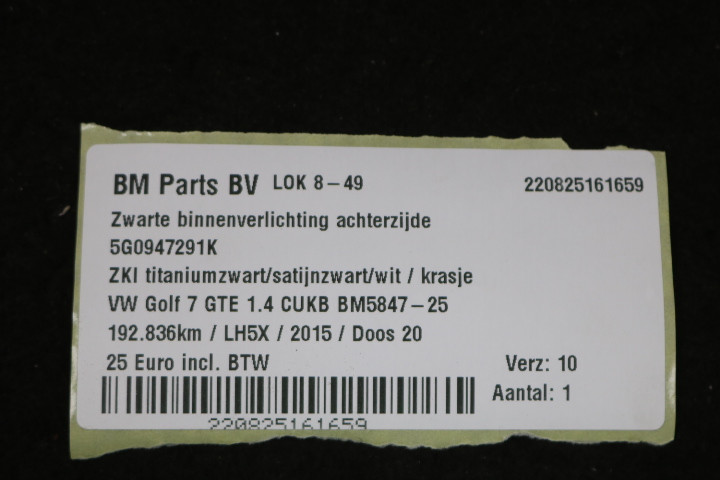 BM Parts BV LOK 8-49 220825161659
Zwarte binnenverlichting achterzijde
5G0947291K
ZKI titaniumzwart/satijnzwart/wit / krasje
VW Golf 7 GTE 1.4 CUKB BM5847-25
192.836km / LH5X / 2015 / Doos 20
25 Euro incl. BTW Verz: 10
Aantal: 1
220825161659